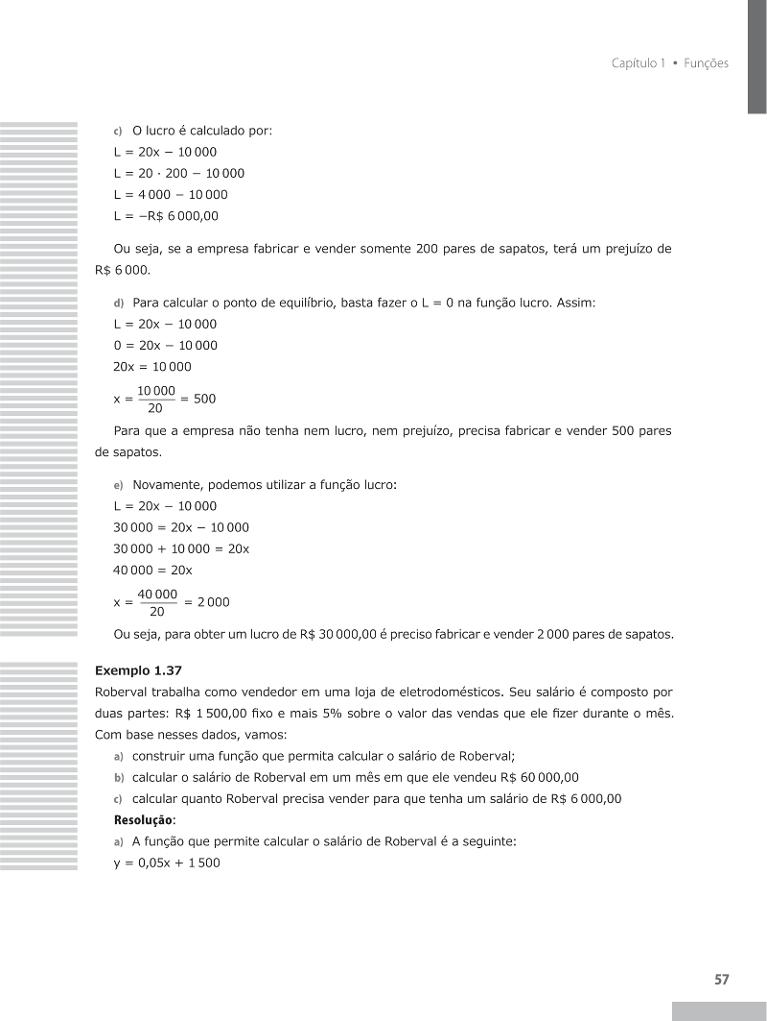 Capítulo 1 • Funções
c) O lucro é calculado por:
L = 20x − 10 000
L = 20 · 200 − 10 000
L = 4 000 − 10 000
L = −R$ 6 000,00
Ou seja, se a empresa fabricar e vender somente 200 pares de sapatos, terá um prejuízo de
R$ 6 000.
d) Para calcular o ponto de equilíbrio, basta fazer o L = 0 na função lucro. Assim:
L = 20x − 10 000
0 = 20x − 10 000
20x = 10 000
x = 10 000/20 = 500
Para que a empresa não tenha nem lucro, nem prejuízo, precisa fabricar e vender 500 pares
de sapatos.
e) Novamente, podemos utilizar a função lucro:
L = 20x − 10 000
30 000 = 20x − 10 000
30 000 + 10 000 = 20x
40 000 = 20x
x = 40 000/20 = 2 000
Ou seja, para obter um lucro de R$ 30 000,00 é preciso fabricar e vender 2 000 pares de sapatos.
Exemplo 1.37
Roberval trabalha como vendedor em uma loja de eletrodomésticos. Seu salário é composto por
duas partes: R$ 1 500,00 fixo e mais 5% sobre o valor das vendas que ele fizer durante o mês.
Com base nesses dados, vamos:
a) construir uma função que permita calcular o salário de Roberval;
b) calcular o salário de Roberval em um mês em que ele vendeu R$ 60 000,00
c) calcular quanto Roberval precisa vender para que tenha um salário de R$ 6 000,00
Resolução:
a) A função que permite calcular o salário de Roberval é a seguinte:
y = 0,05x + 1 500
57